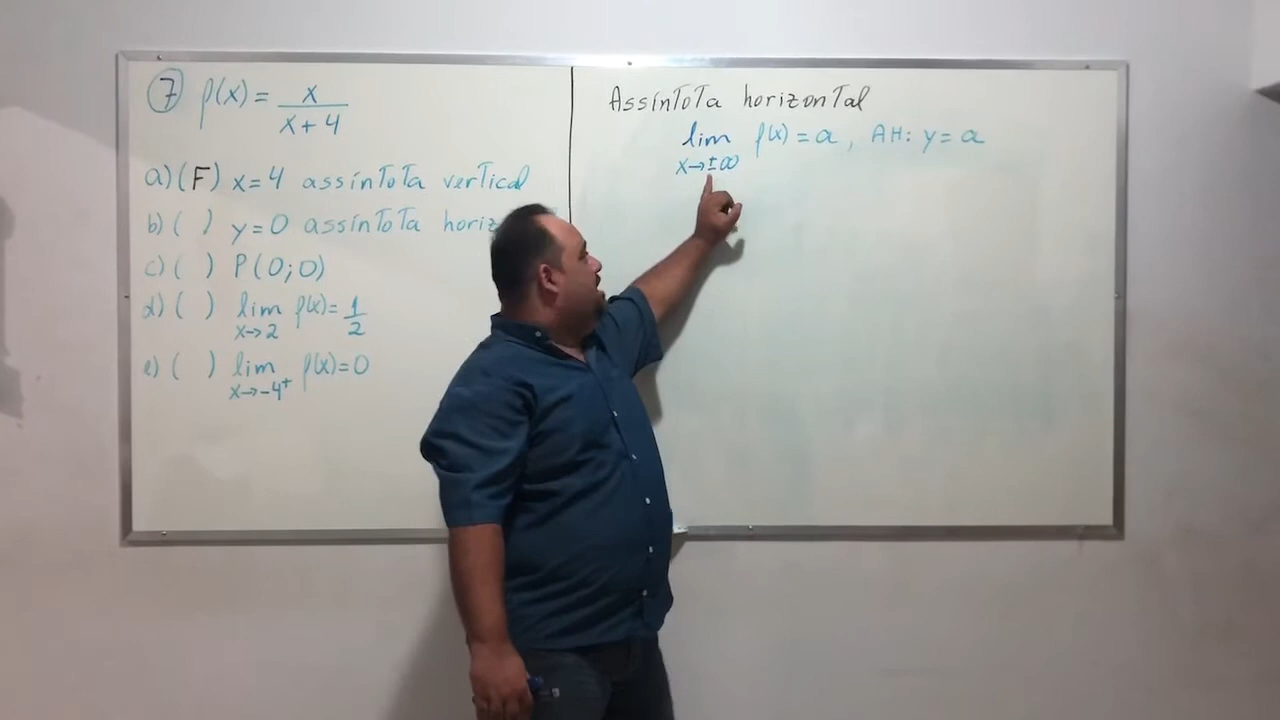 7 f(x) = x/(x+4)
a) (F) x=4 assíntota vertical
b) ( ) y=0 assíntota horiz
c) ( ) P(0;0)
d) ( ) lim x→2 f(x) = 1/2
e) ( ) lim x→-4⁺ f(x) = 0
Assíntota horizontal
lim x→±∞ f(x) = a, AH: y = a